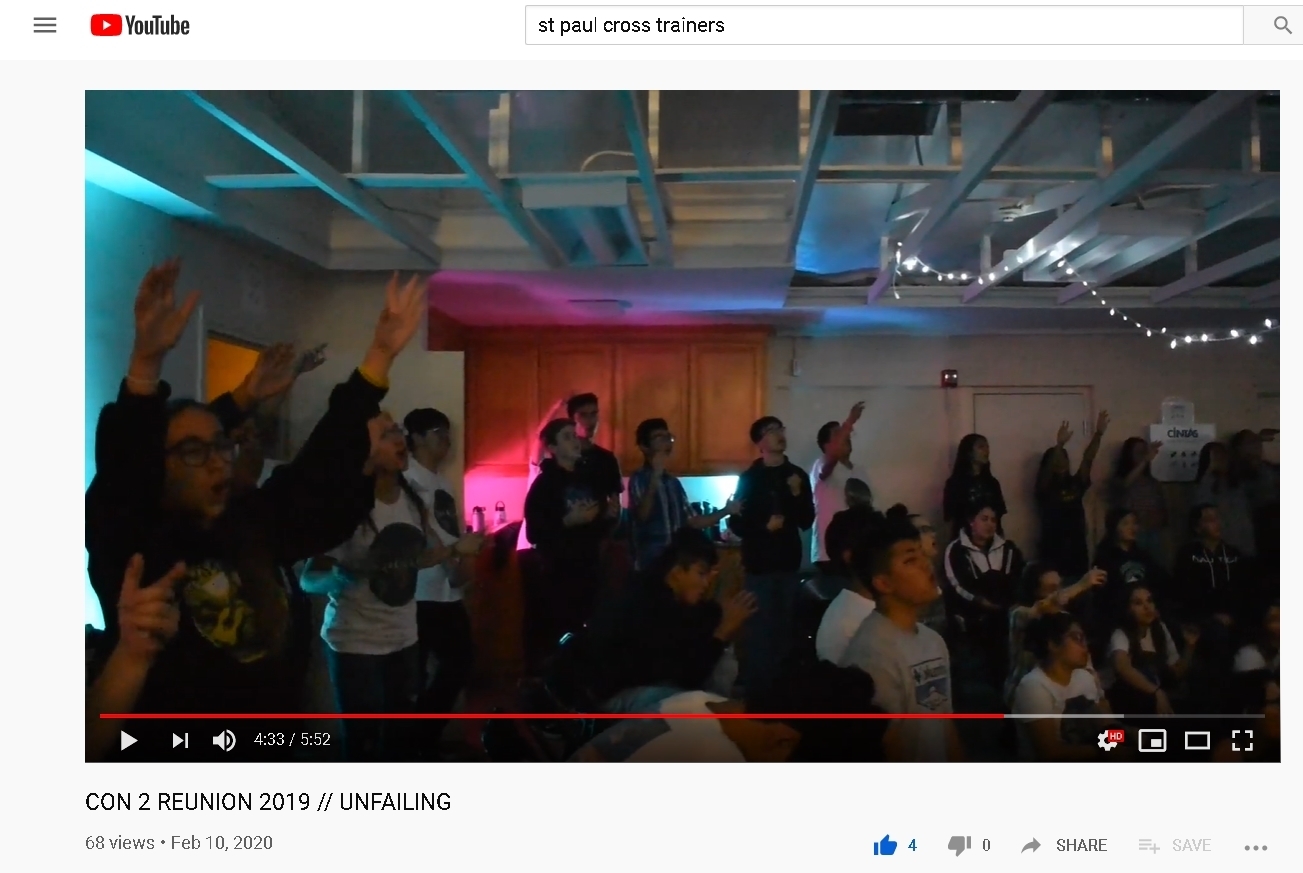 YouTube
st paul cross trainers
CINTAS
4:33 / 5:52
HD
CON 2 REUNION 2019 // UNFAILING
68 views • Feb 10, 2020
4
0
SHARE
SAVE